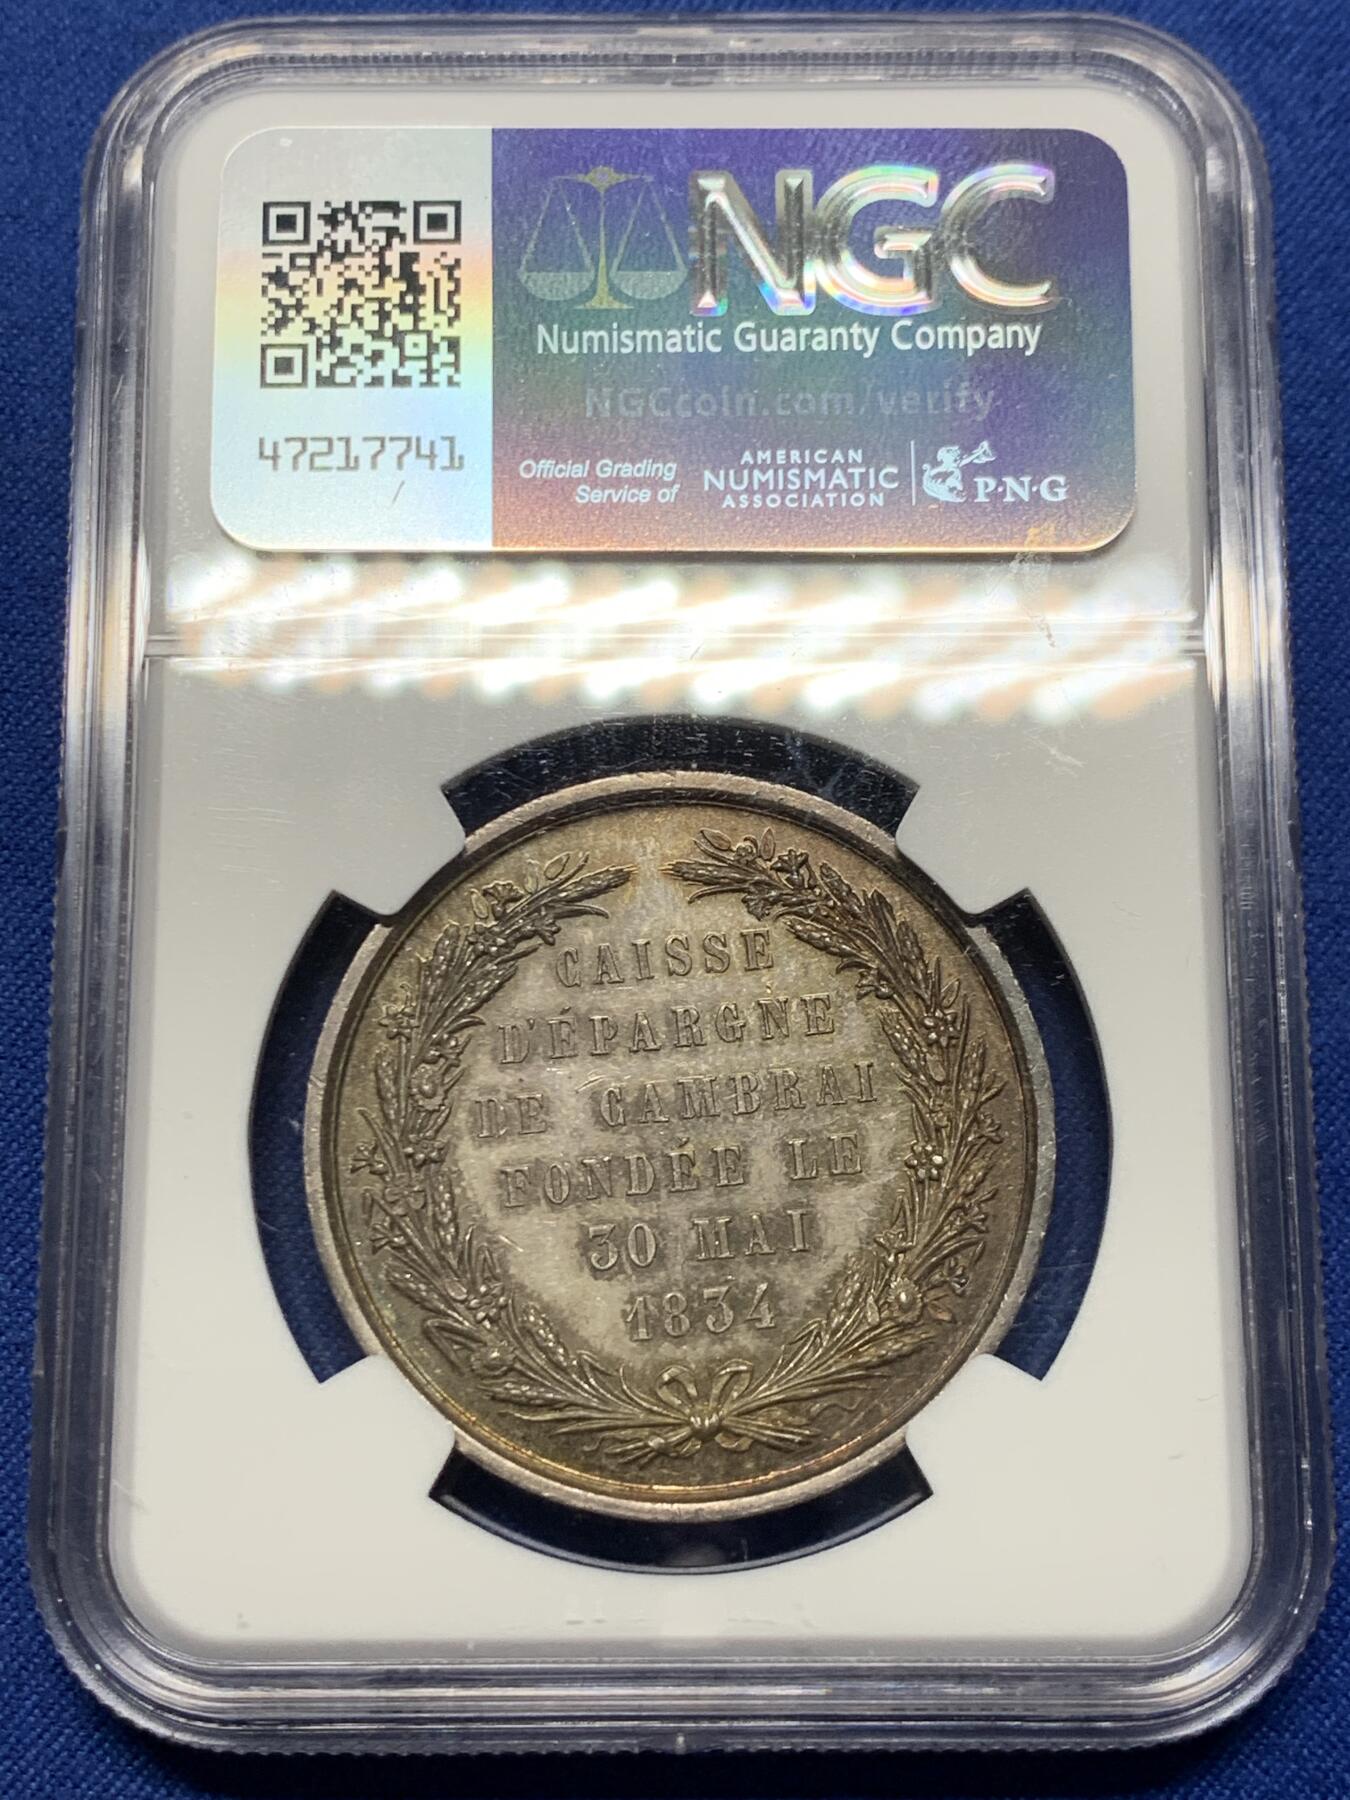 NGC
Numismatic Guaranty Company
NGCcoin.com/verify
47217741
Official Grading
Service of
AMERICAN
NUMISMATIC
ASSOCIATION
P·N·G
CAISSE
D'ÉPARGNE
DE CAMBRAI
FONDÉE LE
30 MAI
1834